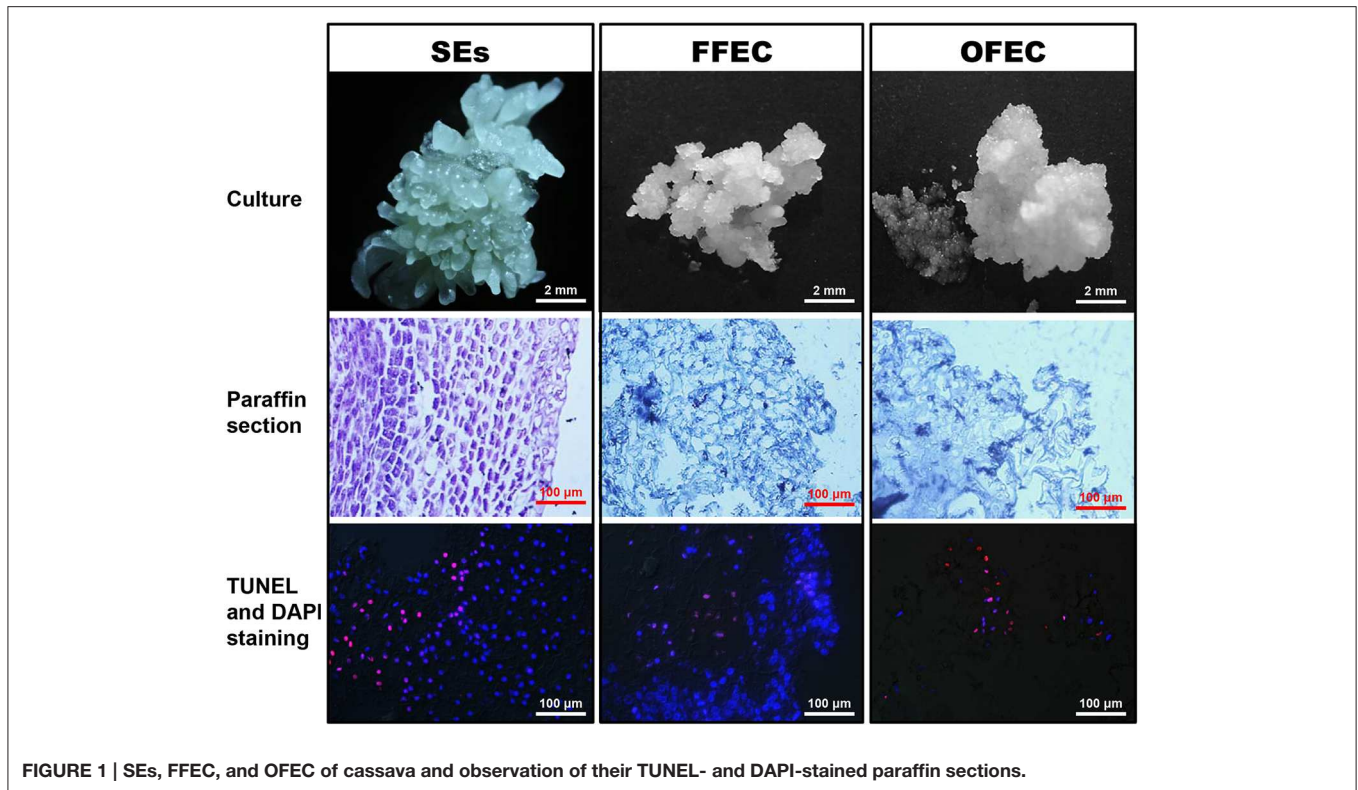 SEs
FFEC
OFEC
Culture
2 mm
2 mm
2 mm
Paraffin
section
100 µm
100 µm
100 µm
TUNEL
and DAPI
staining
100 µm
100 µm
100 µm
FIGURE 1 | SEs, FFEC, and OFEC of cassava and observation of their TUNEL- and DAPI-stained paraffin sections.